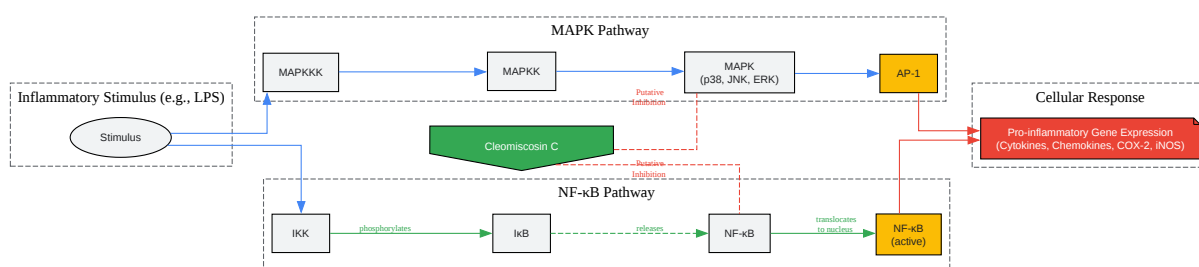 MAPK Pathway
MAPKKK
MAPKK
MAPK
(p38, JNK, ERK)
AP-1
Inflammatory Stimulus (e.g., LPS)
Stimulus
Putative
Inhibition
Cleomiscosin C
Putative
Inhibition
Cellular Response
Pro-inflammatory Gene Expression
(Cytokines, Chemokines, COX-2, iNOS)
NF-κB Pathway
IKK
phosphorylates
IκB
releases
NF-κB
translocates
to nucleus
NF-κB
(active)